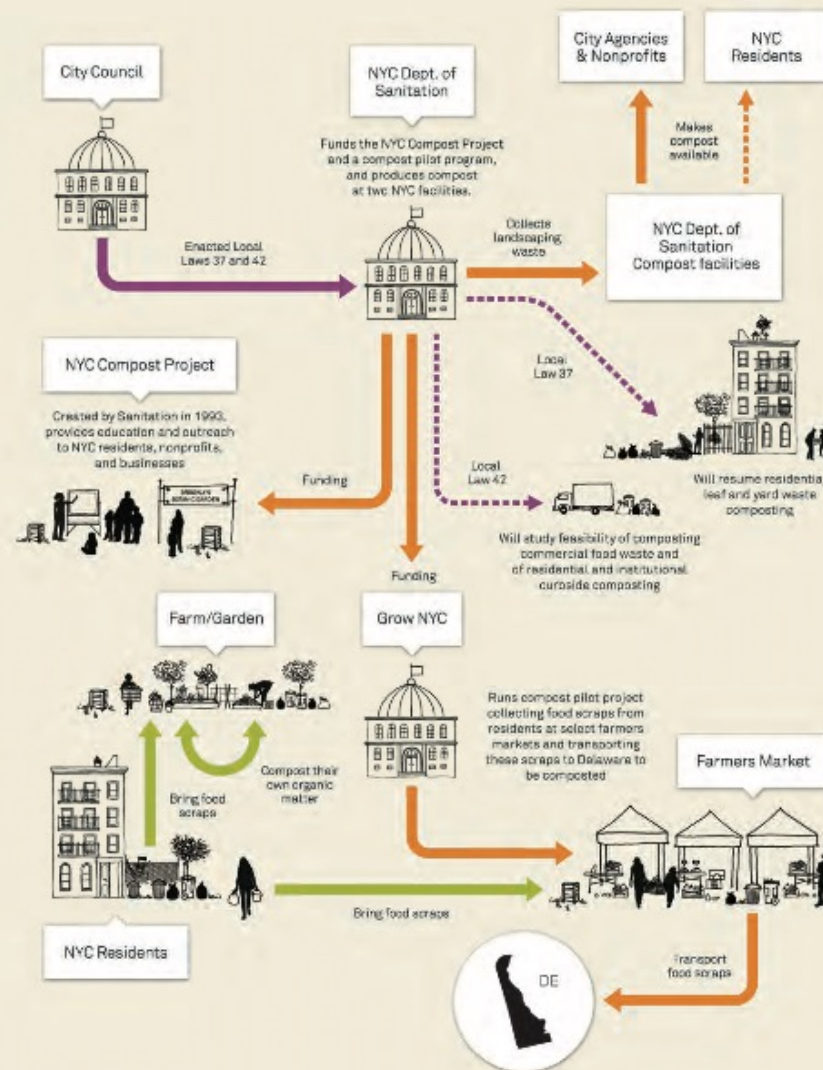 City Council
NYC Dept. of
Sanitation
Funds the NYC Compost Project
and a compost pilot program,
and produces compost
at two NYC facilities.
City Agencies
& Nonprofits
NYC
Residents
Makes
compost
available
Enacted Local
Laws 37 and 42
Collects
landscaping
waste
NYC Dept. of
Sanitation
Compost facilities
NYC Compost Project
Created by Sanitation in 1993,
provides education and outreach
to NYC residents, nonprofits,
and businesses
Funding
Local
Law 37
Local
Law 42
Will resume residential
leaf and yard waste
composting
Will study feasibility of composting
commercial food waste and
of residential and institutional
curbside composting
Funding
Farm/Garden
Grow NYC
Runs compost pilot project
collecting food scraps from
residents at select farmers
markets and transporting
these scraps to Delaware to
be composted
Farmers Market
Compost their
own organic
matter
Bring food
scraps
Bring food scraps
NYC Residents
DE
Transport
food scraps